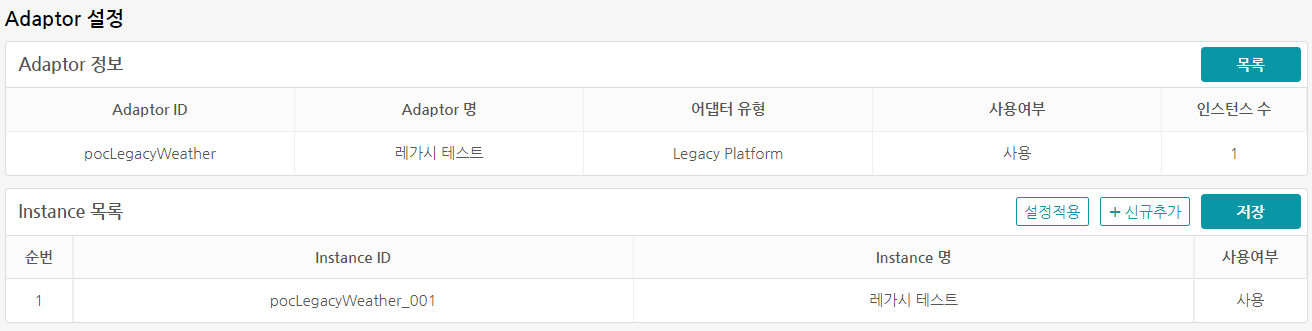 Adaptor 설정
Adaptor 정보 목록
Adaptor ID Adaptor 명 어댑터 유형 사용여부 인스턴스 수
pocLegacyWeather 레가시 테스트 Legacy Platform 사용 1
Instance 목록 설정적용 + 신규추가 저장
순번 Instance ID Instance 명 사용여부
1 pocLegacyWeather_001 레가시 테스트 사용